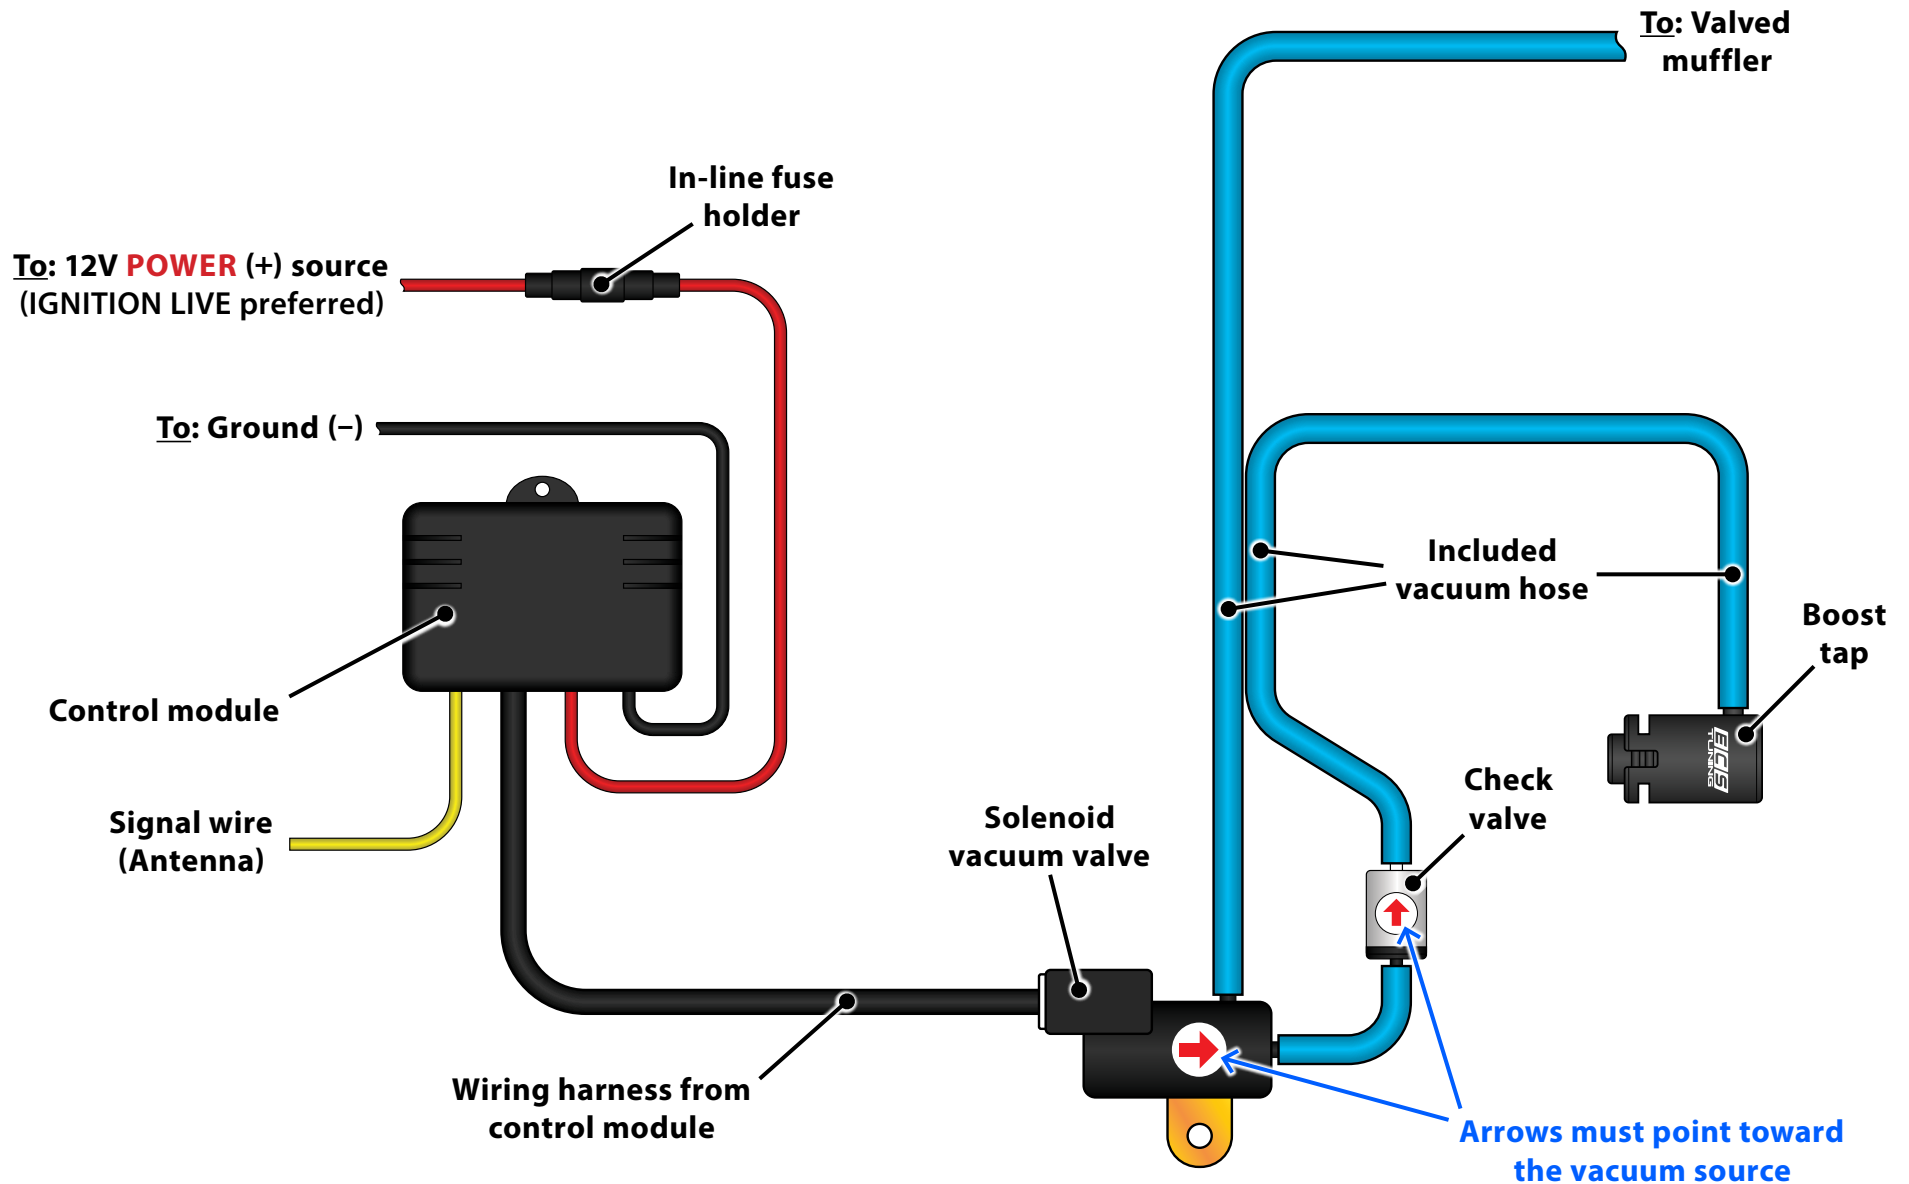 To: Valved
muffler
In-line fuse
holder
To: 12V POWER (+) source
(IGNITION LIVE preferred)
To: Ground (–)
Included
vacuum hose
Boost
tap
BCS
TUNING
Control module
Check
valve
Signal wire
(Antenna)
Solenoid
vacuum valve
Wiring harness from
control module
Arrows must point toward
the vacuum source